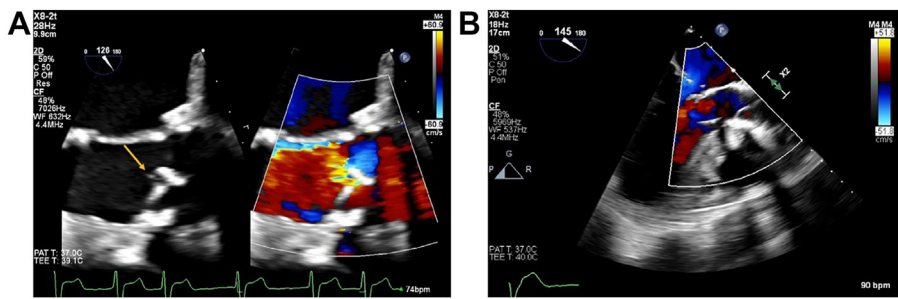 A
X8-2t
28Hz
9.9cm
2D
59%
C 50
P Off
Res
CF
48%
7026Hz
WF 632Hz
4.4MHz
0 126 180
P
M4
+60.9
-60.9
cm/s
PAT T: 37.0C
TEE T: 39.1C
74bpm
B
X8-2t
18Hz
17cm
2D
51%
C 50
P Off
Pen
CF
48%
5969Hz
WF 537Hz
4.4MHz
0 145 180
P
X2
M4 M4
+51.8
-51.8
cm/s
G
P R
PAT T: 37.0C
TEE T: 40.0C
90 bpm